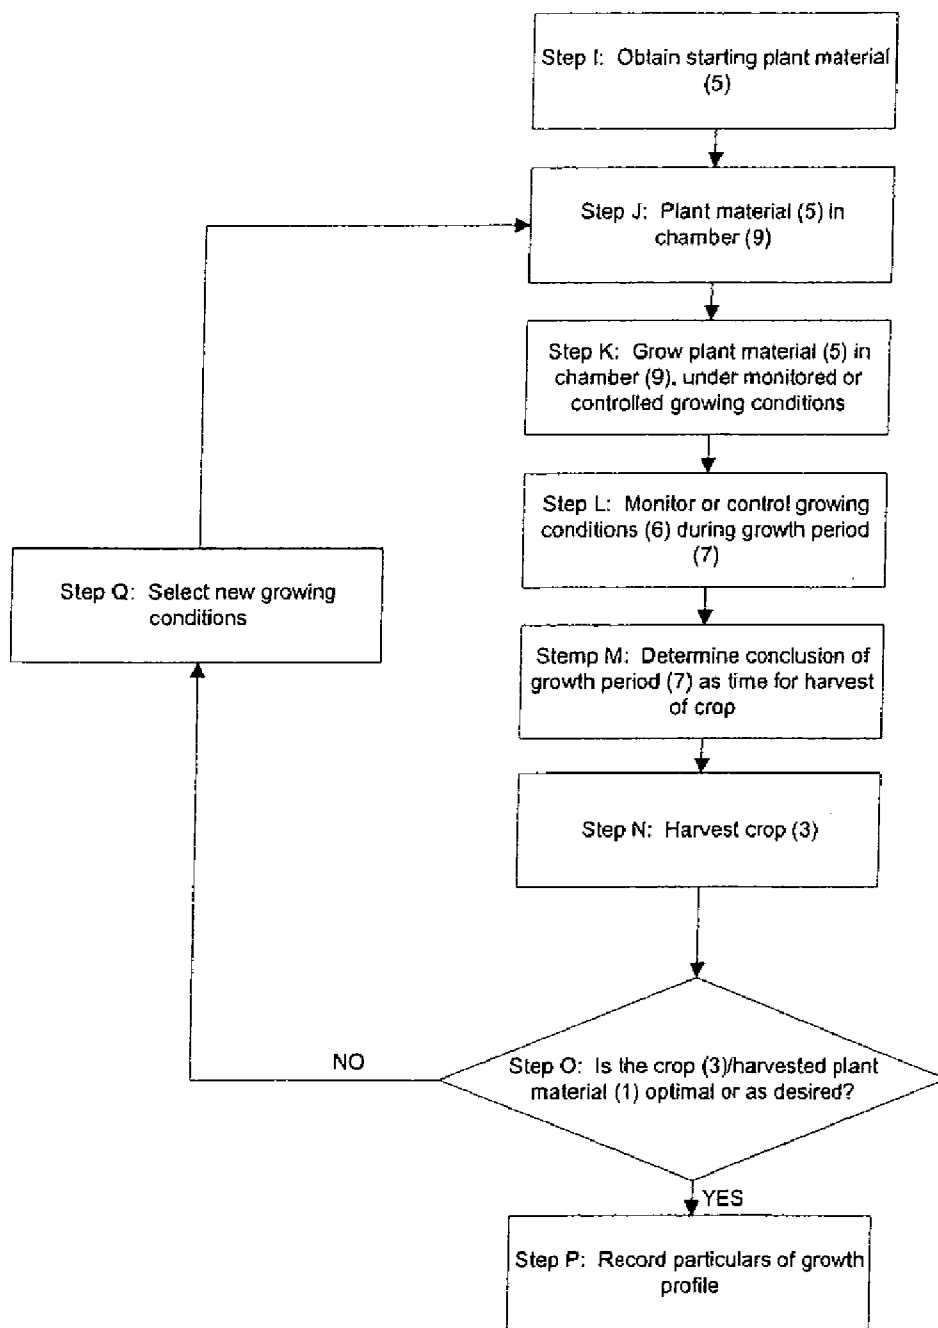 Step I: Obtain starting plant material
(5)
Step J: Plant material (5) in
chamber (9)
Step K: Grow plant material (5) in
chamber (9), under monitored or
controlled growing conditions
Step L: Monitor or control growing
conditions (6) during growth period
(7)
Step Q: Select new growing
conditions
Stemp M: Determine conclusion of
growth period (7) as time for harvest
of crop
Step N: Harvest crop (3)
NO
Step O: Is the crop (3)/harvested plant
material (1) optimal or as desired?
YES
Step P: Record particulars of growth
profile